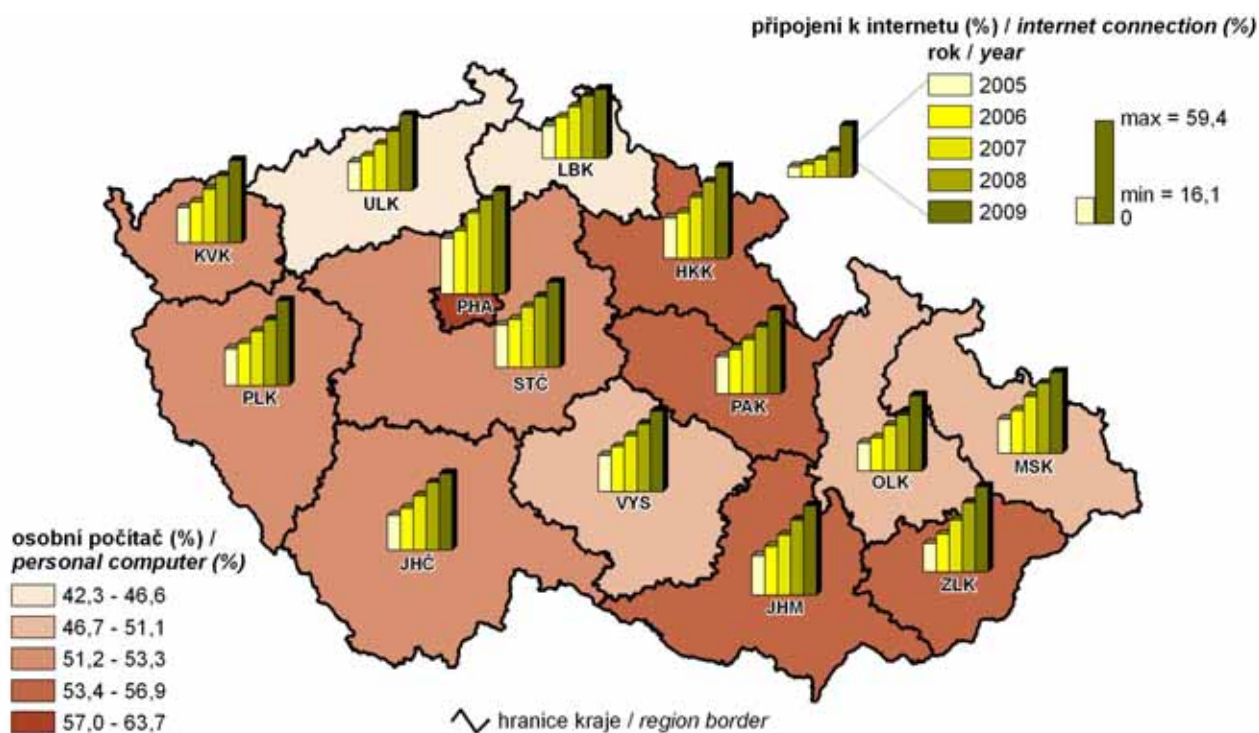 připojení k internetu (%) / internet connection (%)
rok / year
2005
2006
2007
2008
2009
max = 59,4
min = 16,1
0
LBK
ULK
KVK
HKK
PHA
STČ
PLK
PAK
MSK
OLK
VYS
JHČ
ZLK
JHM
osobní počítač (%) /
personal computer (%)
42,3 - 46,6
46,7 - 51,1
51,2 - 53,3
53,4 - 56,9
57,0 - 63,7
hranice kraje / region border